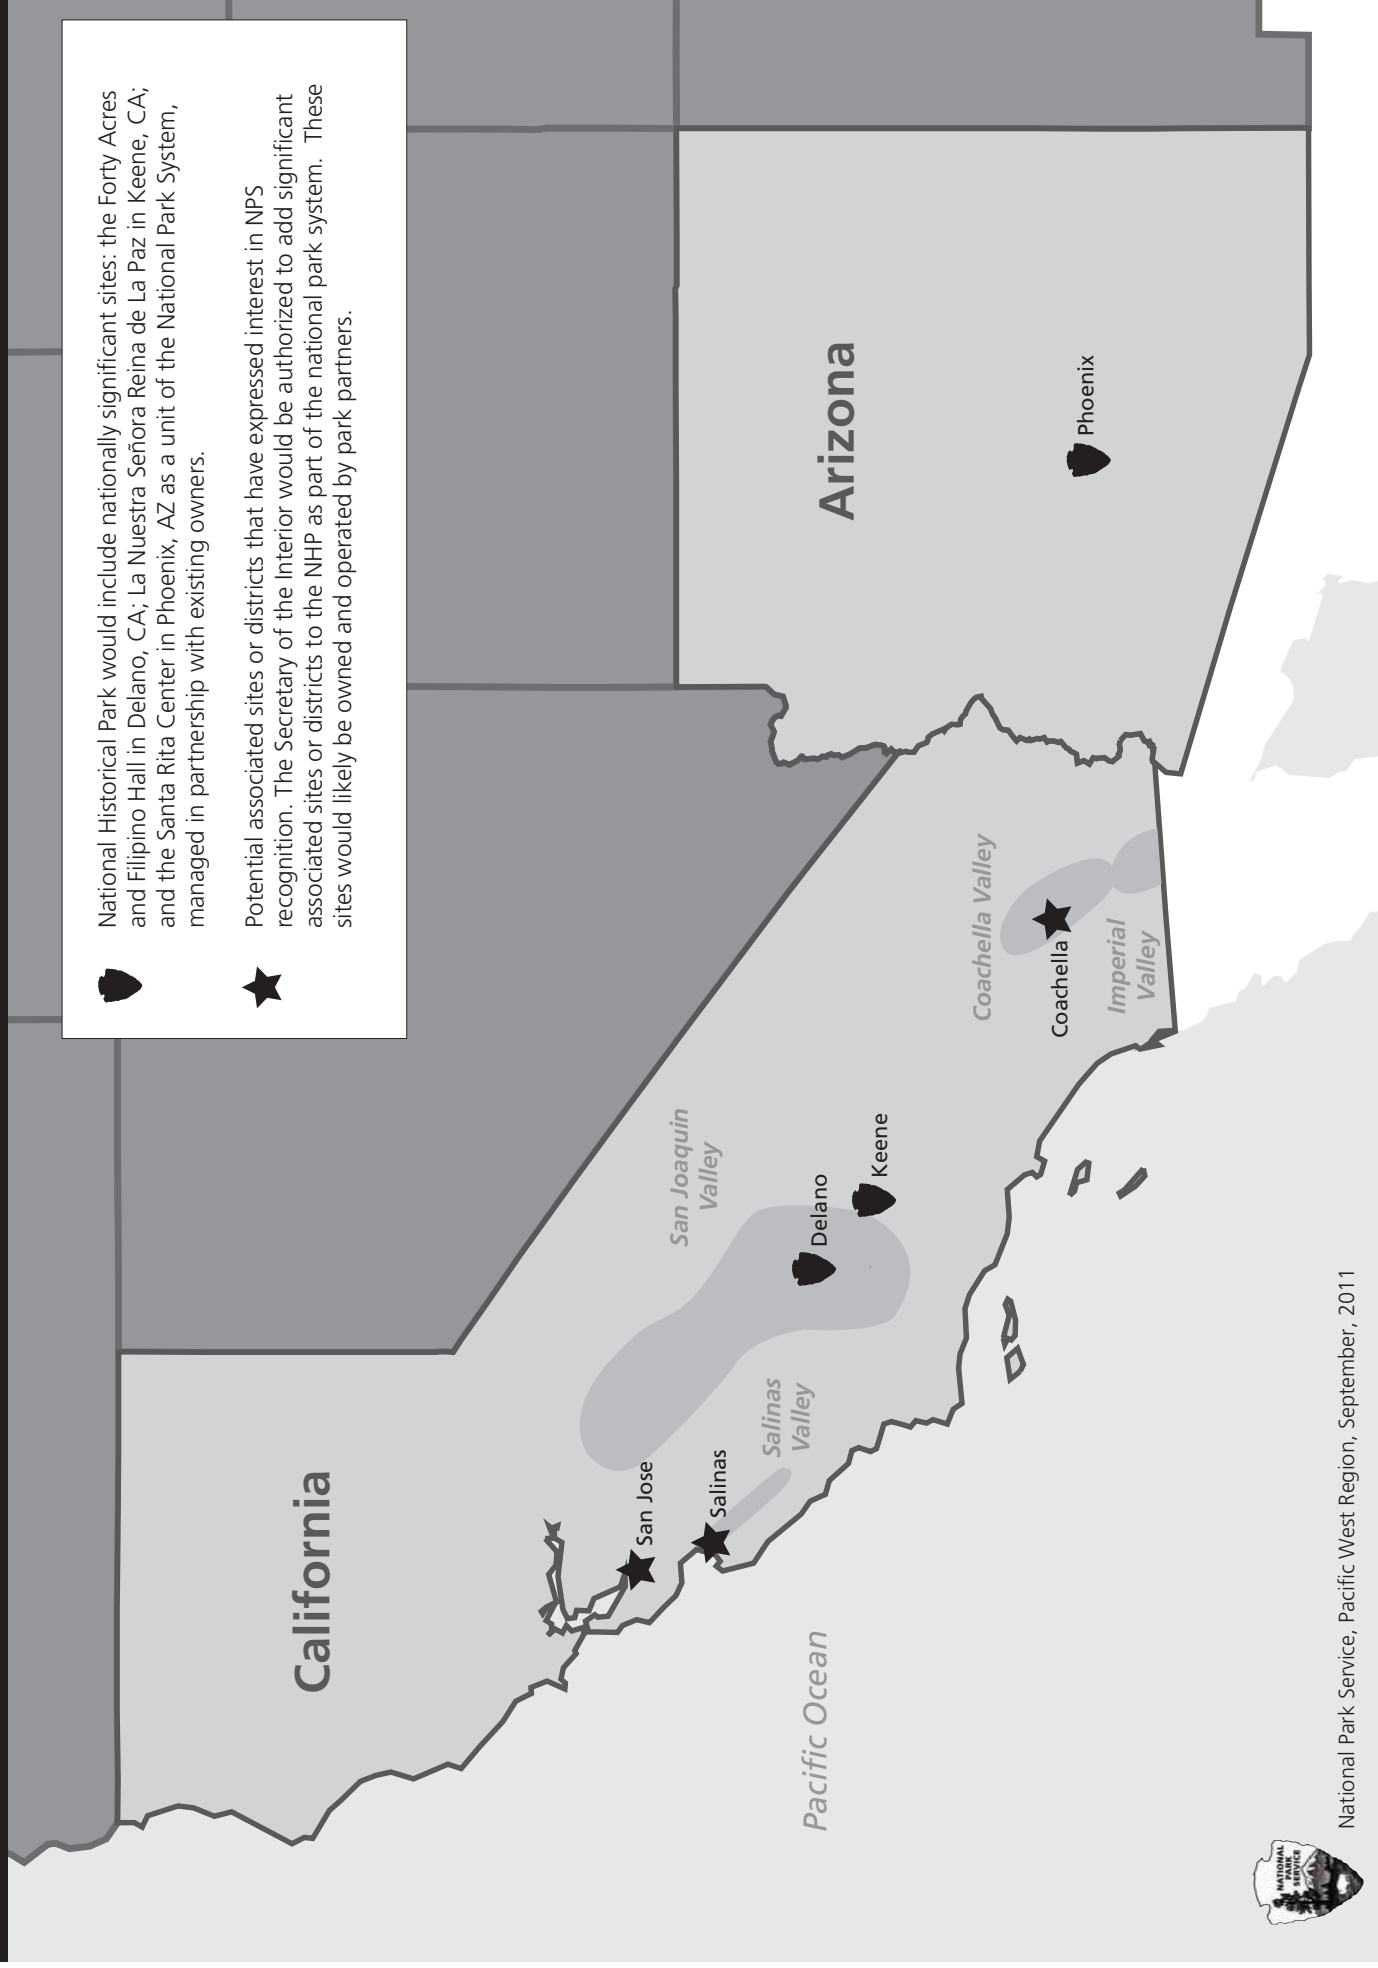 National Historical Park would include nationally significant sites: the Forty Acres
and Filipino Hall in Delano, CA; La Nuestra Señora Reina de La Paz in Keene, CA;
and the Santa Rita Center in Phoenix, AZ as a unit of the National Park System,
managed in partnership with existing owners.
Potential associated sites or districts that have expressed interest in NPS
recognition. The Secretary of the Interior would be authorized to add significant
associated sites or districts to the NHP as part of the national park system.  These
sites would likely be owned and operated by park partners.
California
San Joaquin
Valley
San Jose
Salinas
Salinas
Valley
Delano
Keene
Pacific Ocean
Coachella Valley
Coachella
Imperial
Valley
Arizona
Phoenix
NATIONAL
PARK
SERVICE
National Park Service, Pacific West Region, September, 2011